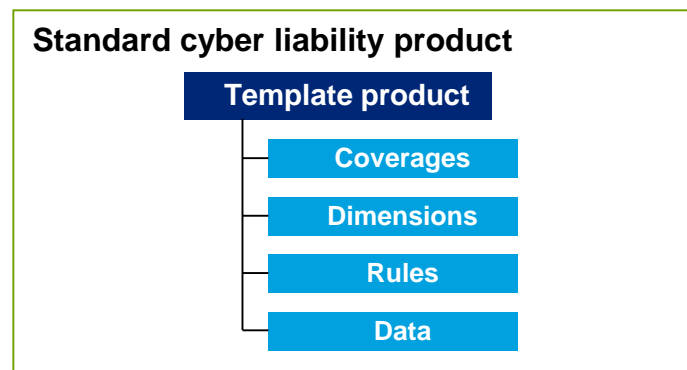 Standard cyber liability product
Template product
Coverages
Dimensions
Rules
Data